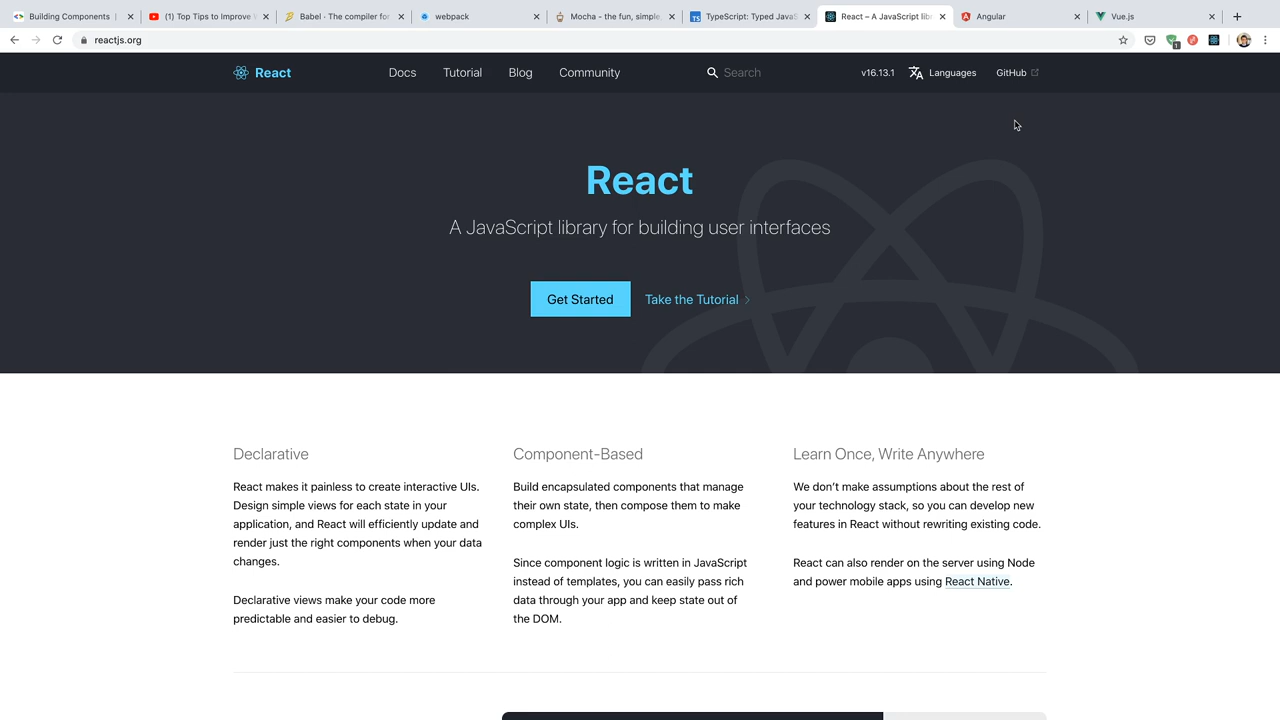 Building Components |
(1) Top Tips to Improve W
Babel · The compiler for
webpack
Mocha - the fun, simple,
TypeScript: Typed JavaS
React – A JavaScript libr
Angular
Vue.js
reactjs.org
1
React
Docs
Tutorial
Blog
Community
Search
v16.13.1
Languages
GitHub
React
A JavaScript library for building user interfaces
Get Started
Take the Tutorial
Declarative
React makes it painless to create interactive UIs.
Design simple views for each state in your
application, and React will efficiently update and
render just the right components when your data
changes.
Declarative views make your code more
predictable and easier to debug.
Component-Based
Build encapsulated components that manage
their own state, then compose them to make
complex UIs.
Since component logic is written in JavaScript
instead of templates, you can easily pass rich
data through your app and keep state out of
the DOM.
Learn Once, Write Anywhere
We don’t make assumptions about the rest of
your technology stack, so you can develop new
features in React without rewriting existing code.
React can also render on the server using Node
and power mobile apps using React Native.